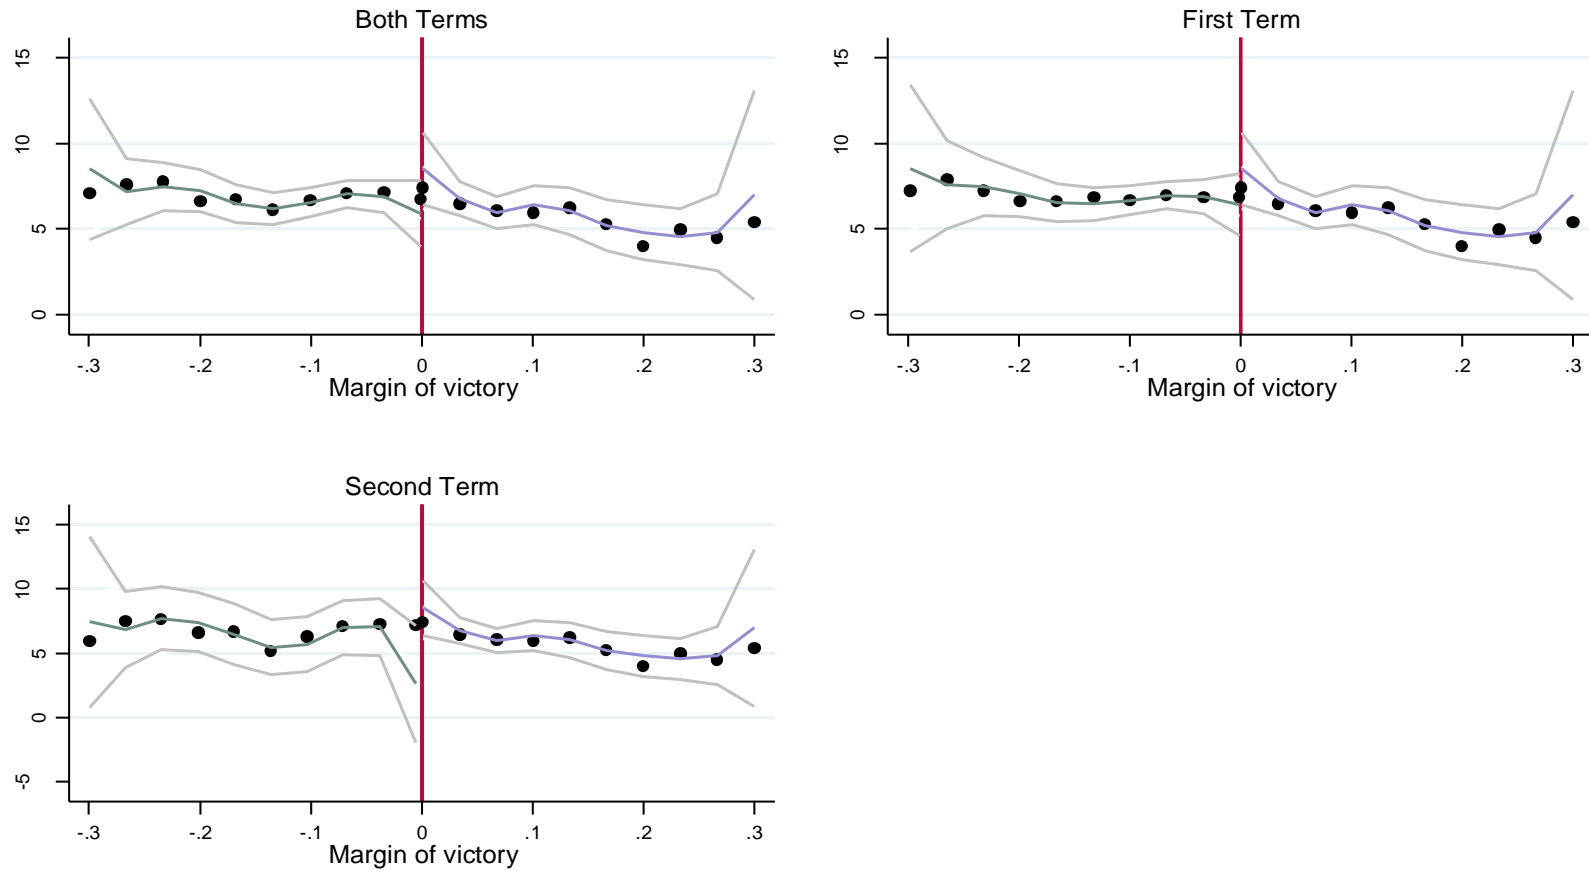 Both Terms
15
10
5
0
-.3 -.2 -.1 0 .1 .2 .3
Margin of victory
First Term
15
10
5
0
-.3 -.2 -.1 0 .1 .2 .3
Margin of victory
Second Term
15
10
5
0
-5
-.3 -.2 -.1 0 .1 .2 .3
Margin of victory